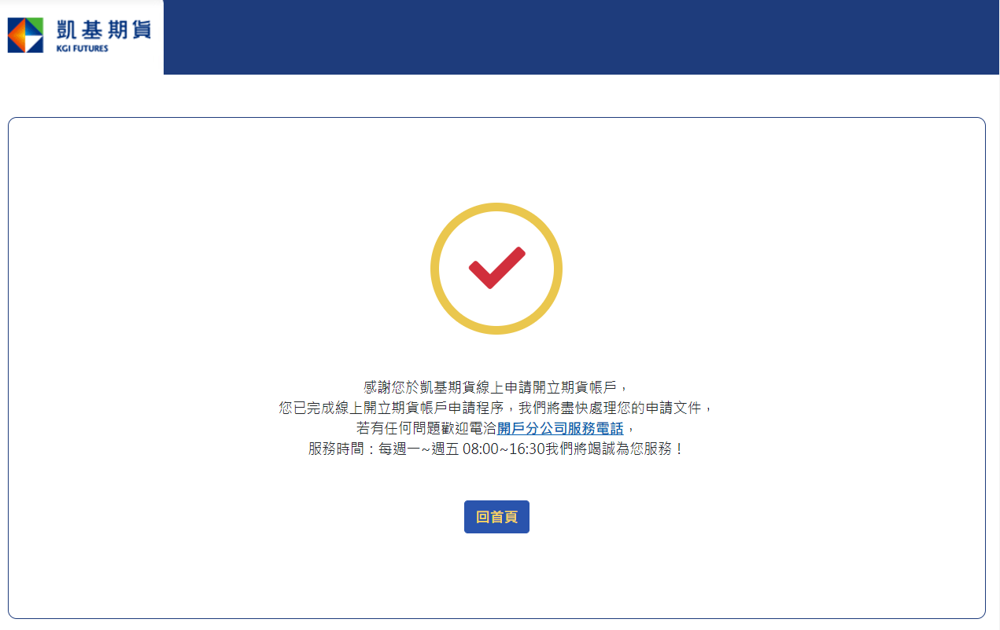 凱基期貨
KGI FUTURES
感謝您於凱基期貨線上申請開立期貨帳戶，
您已完成線上開立期貨帳戶申請程序，我們將盡快處理您的申請文件，
若有任何問題歡迎電洽開戶分公司服務電話，
服務時間：每週一~週五 08:00~16:30我們將竭誠為您服務！
回首頁